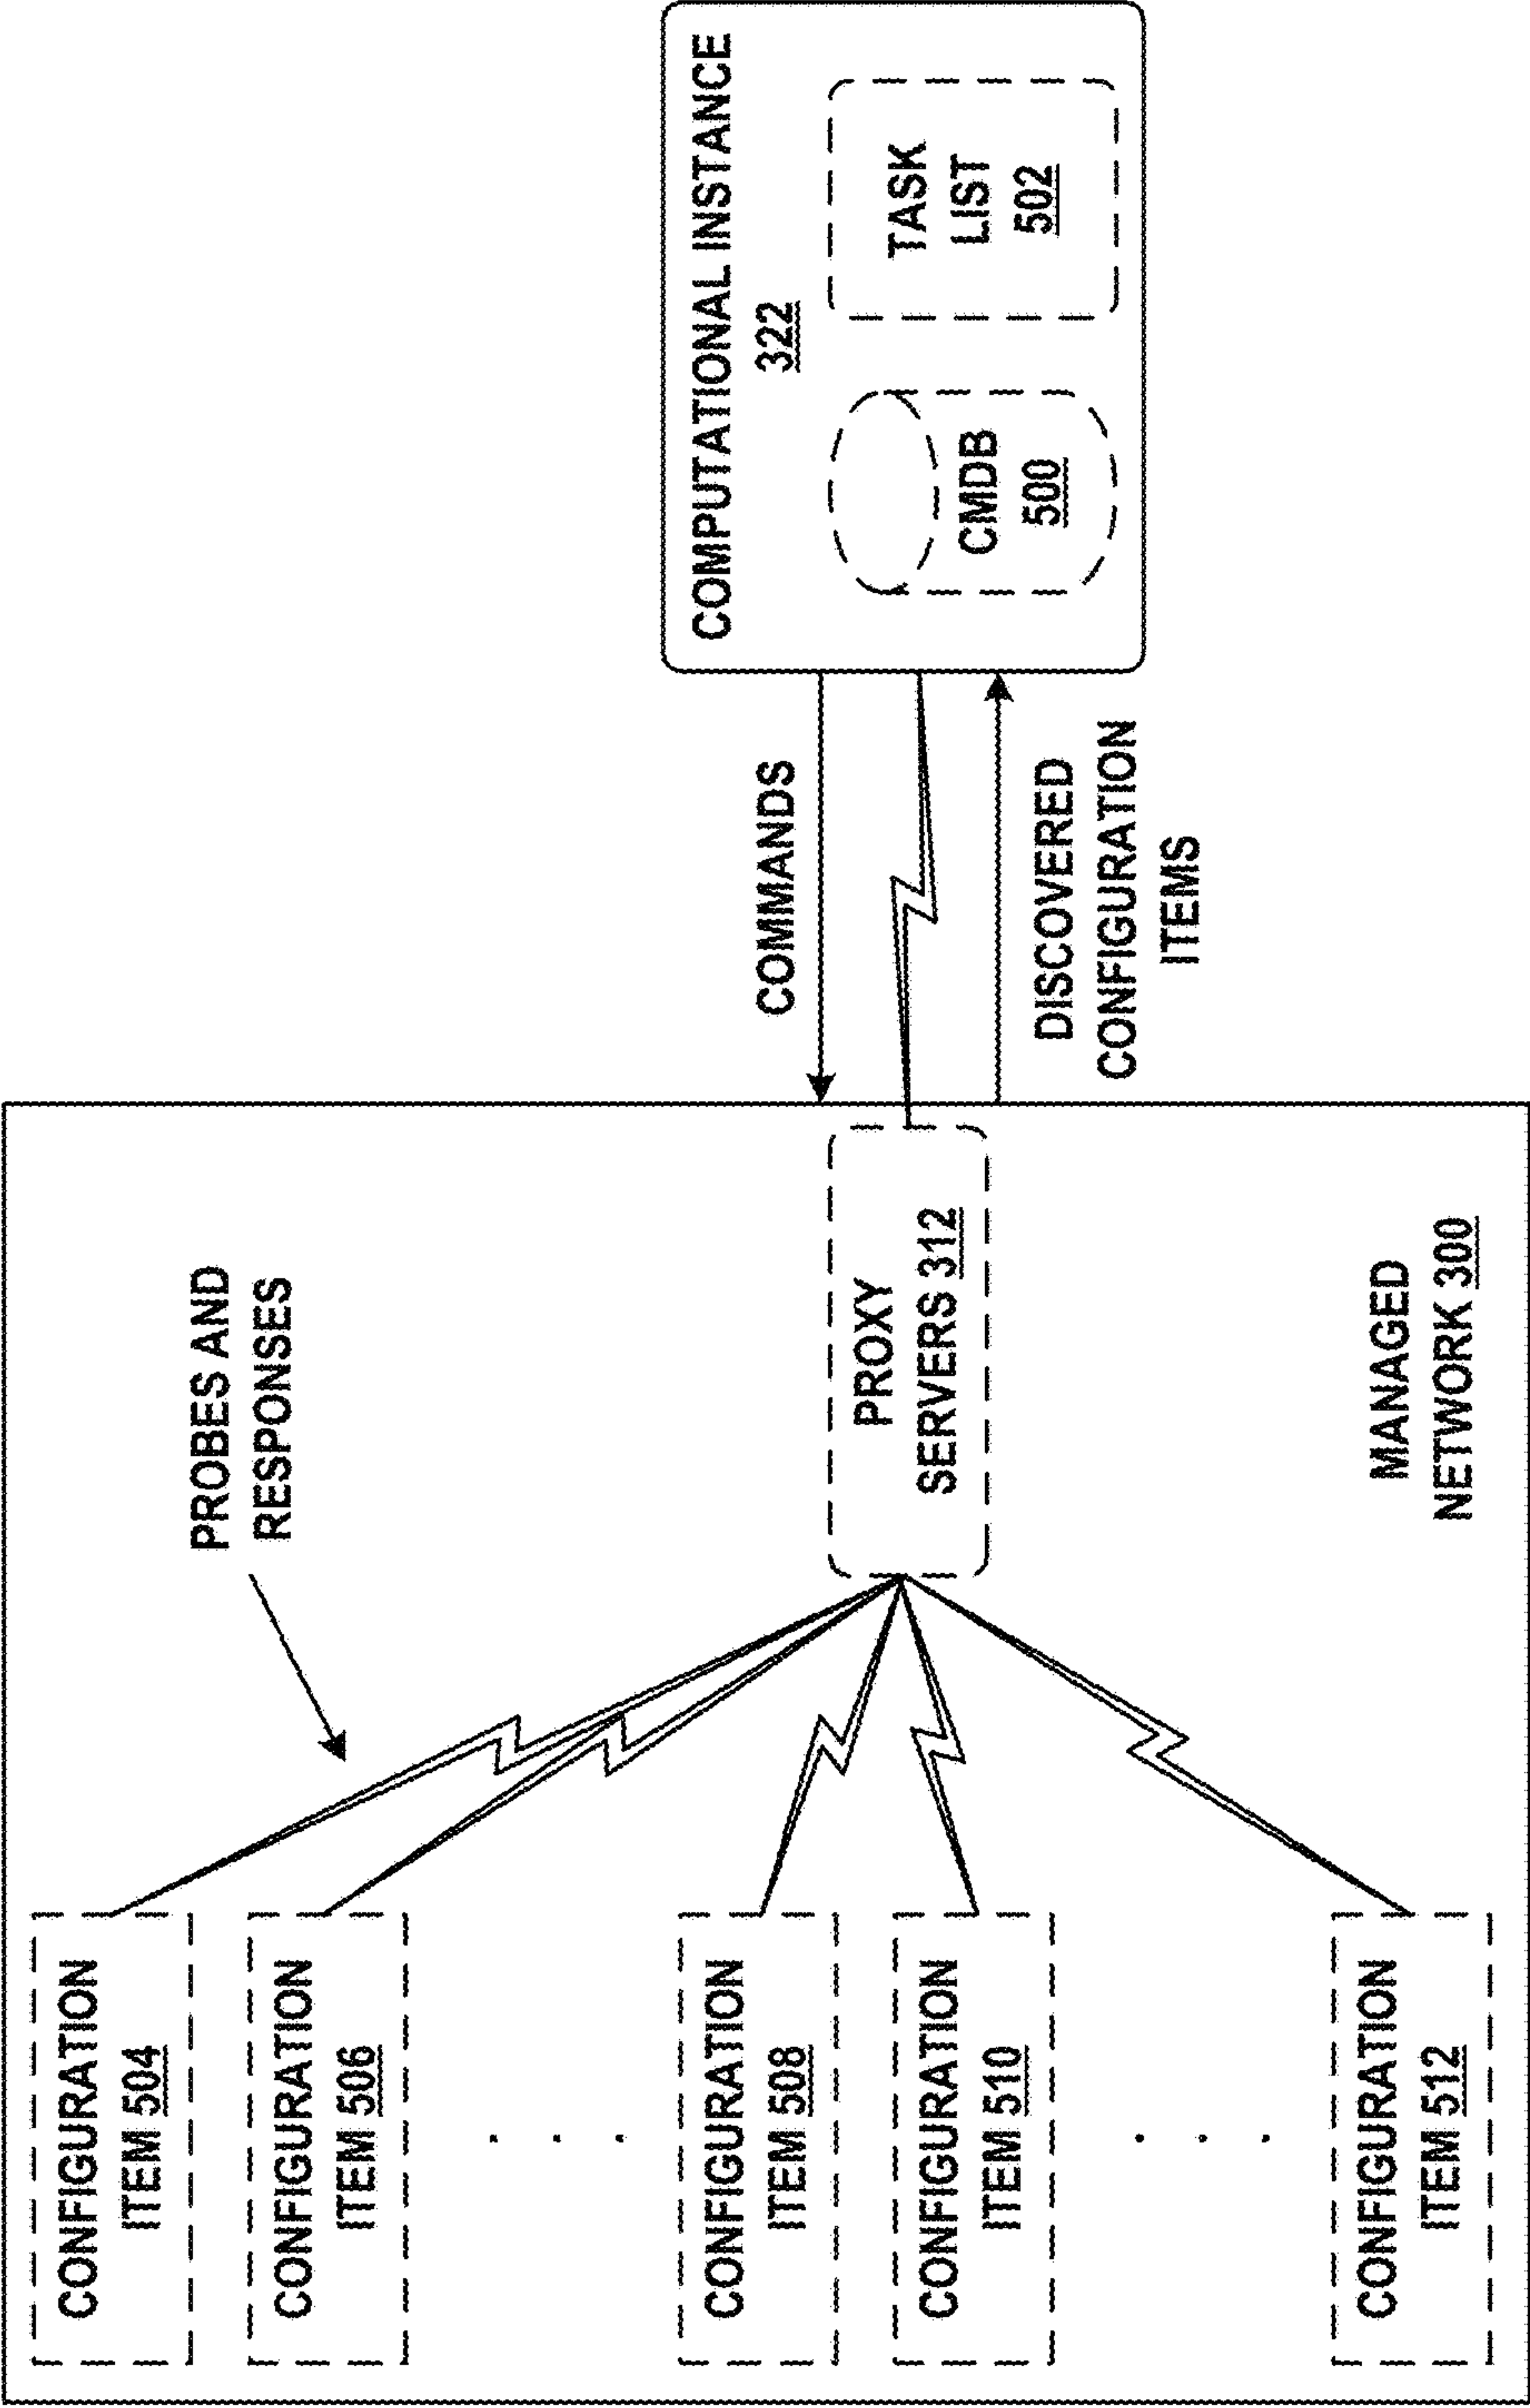 CONFIGURATION
ITEM 504
CONFIGURATION
ITEM 506
. . .
CONFIGURATION
ITEM 508
CONFIGURATION
ITEM 510
. . .
CONFIGURATION
ITEM 512
PROBES AND
RESPONSES
PROXY
SERVERS 312
MANAGED
NETWORK 300
COMMANDS
DISCOVERED
CONFIGURATION
ITEMS
COMPUTATIONAL INSTANCE
322
CMDB
500
TASK
LIST
502